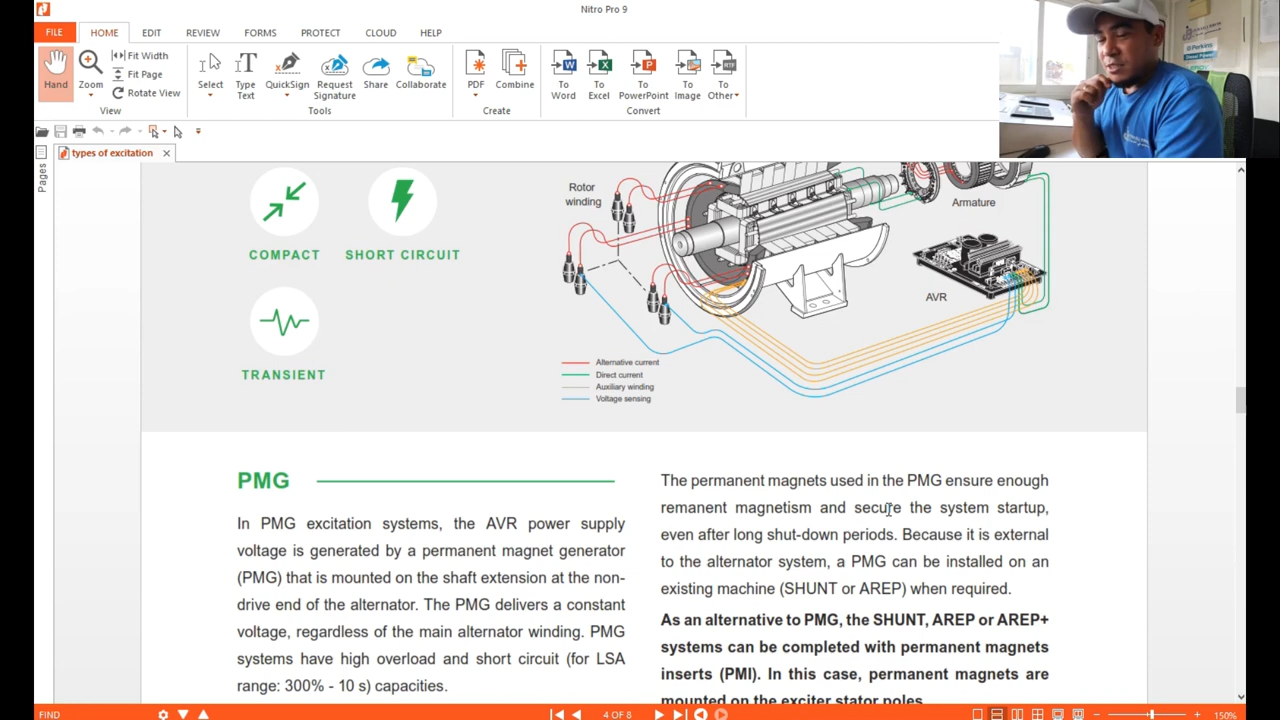 Nitro Pro 9
FILE
HOME
EDIT
REVIEW
FORMS
PROTECT
CLOUD
HELP
Hand
Zoom
Fit Width
Fit Page
Rotate View
View
Select
Type
Text
QuickSign
Request
Signature
Share
Collaborate
Tools
PDF
Combine
Create
To
Word
To
Excel
To
PowerPoint
To
Image
To
Other
Convert
Perkins
types of excitation
Pages
COMPACT
SHORT CIRCUIT
TRANSIENT
Rotor
winding
Armature
AVR
Alternative current
Direct current
Auxiliary winding
Voltage sensing
PMG
In PMG excitation systems, the AVR power supply
voltage is generated by a permanent magnet generator
(PMG) that is mounted on the shaft extension at the non-
drive end of the alternator. The PMG delivers a constant
voltage, regardless of the main alternator winding. PMG
systems have high overload and short circuit (for LSA
range: 300% - 10 s) capacities.
The permanent magnets used in the PMG ensure enough
remanent magnetism and secure the system startup,
even after long shut-down periods. Because it is external
to the alternator system, a PMG can be installed on an
existing machine (SHUNT or AREP) when required.
As an alternative to PMG, the SHUNT, AREP or AREP+
systems can be completed with permanent magnets
inserts (PMI). In this case, permanent magnets are
mounted on the exciter stator poles.
FIND
4 OF 8
150%